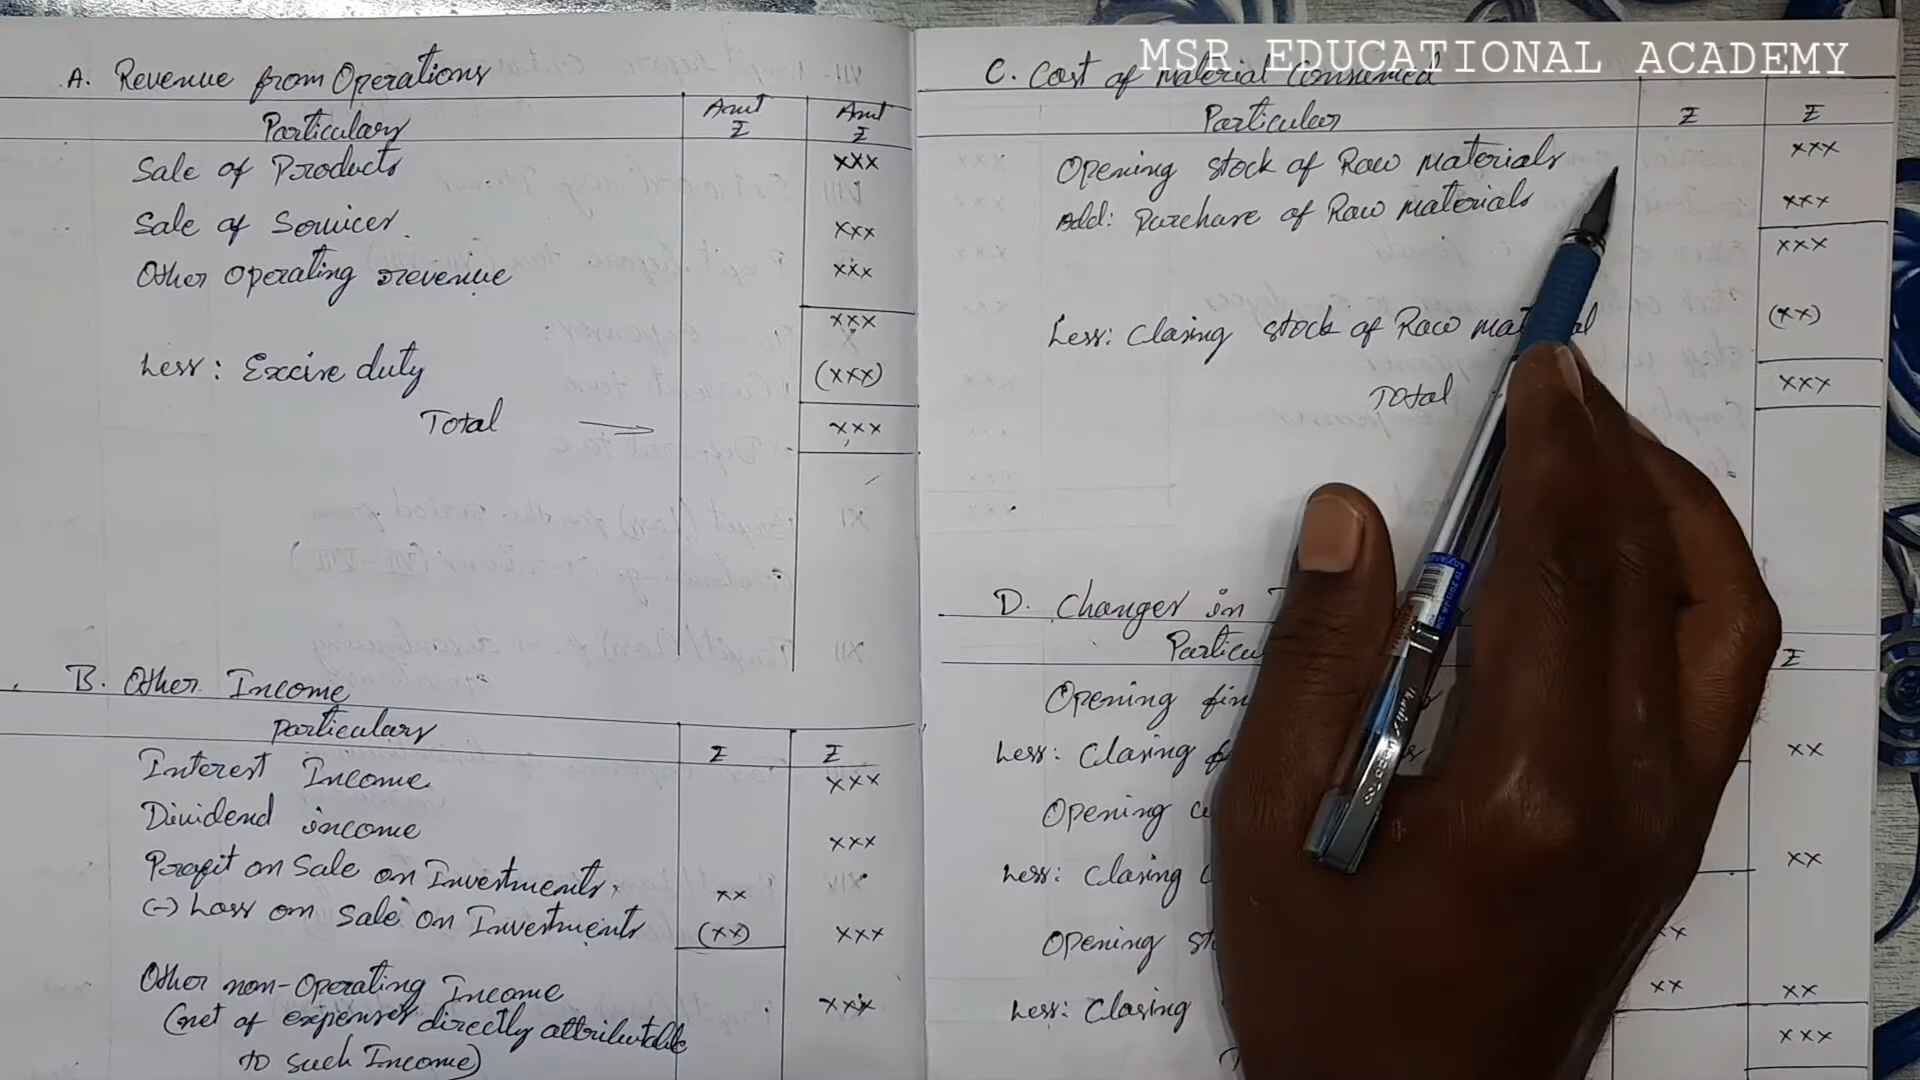 MSR EDUCATIONAL ACADEMY
A. Revenue from Operations
Particulars Amt ₹ Amt ₹
Sale of Products xxx
Sale of Services xxx
Other Operating revenue xxx
xxx
Less: Excise duty (xxx)
Total xxx
B. Other Income
Particulars ₹ ₹
Interest Income xxx
Dividend income xxx
Profit on Sale on Investments xx
(-) Loss on Sale on Investments (xx) xxx
Other non-Operating Income xxx
(net of expenses directly attributable
to such Income)
C. Cost of Material Consumed
Particular ₹ ₹
Opening stock of Raw Materials xxx
Add: Purchase of Raw Materials xxx
xxx
Less: Closing stock of Raw (xx)
Total xxx
D. Changes in
₹
Opening
Less: Closing xx
Opening
Less: Closing xx
Opening xx
Less: Closing xx xx
xxx